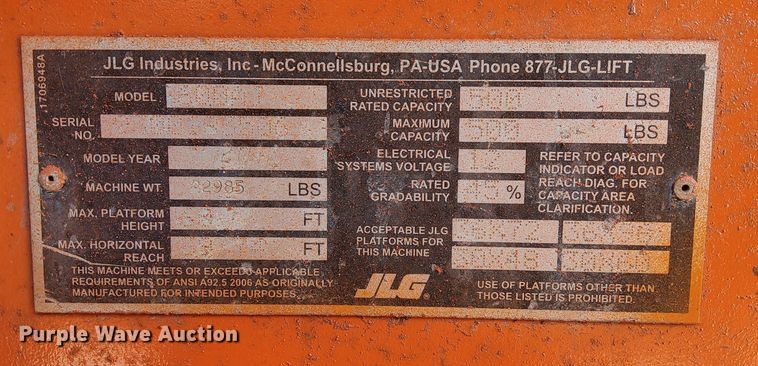 1706948A
JLG Industries, Inc - McConnellsburg, PA-USA Phone 877-JLG-LIFT
MODEL
SERIAL
NO.
MODEL YEAR
MACHINE WT. LBS
MAX. PLATFORM
HEIGHT FT
MAX. HORIZONTAL
REACH FT
THIS MACHINE MEETS OR EXCEEDS APPLICABLE
REQUIREMENTS OF ANSI A92.5 2006 AS ORIGINALLY
MANUFACTURED FOR INTENDED PURPOSES.
UNRESTRICTED
RATED CAPACITY LBS
MAXIMUM
CAPACITY 500 LBS
ELECTRICAL
SYSTEMS VOLTAGE 12
RATED
GRADABILITY %
REFER TO CAPACITY
INDICATOR OR LOAD
REACH DIAG. FOR
CAPACITY AREA
CLARIFICATION.
ACCEPTABLE JLG
PLATFORMS FOR
THIS MACHINE
JLG®
USE OF PLATFORMS OTHER THAN
THOSE LISTED IS PROHIBITED.
Purple Wave Auction